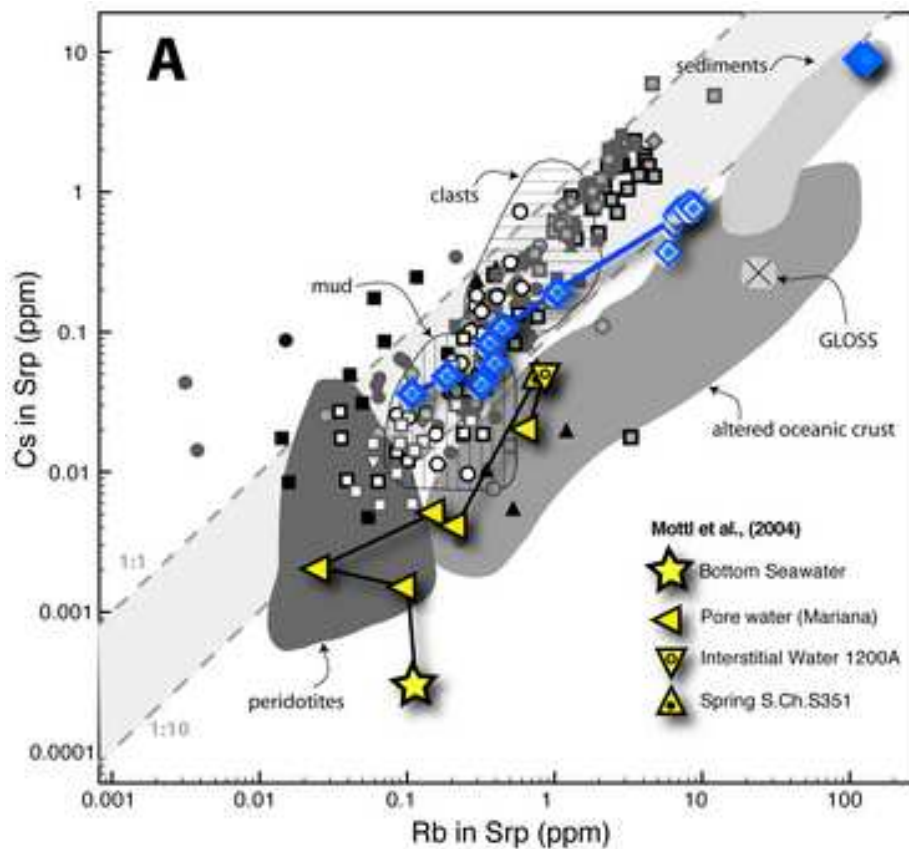 A
10
1
0.1
0.01
0.001
0.0001
Cs in Srp (ppm)
0.001
0.01
0.1
1
10
100
Rb in Srp (ppm)
sediments
clasts
mud
GLOSS
altered oceanic crust
peridotites
1:1
1:10
Mottl et al., (2004)
Bottom Seawater
Pore water (Mariana)
Interstitial Water 1200A
Spring S.Ch.S351